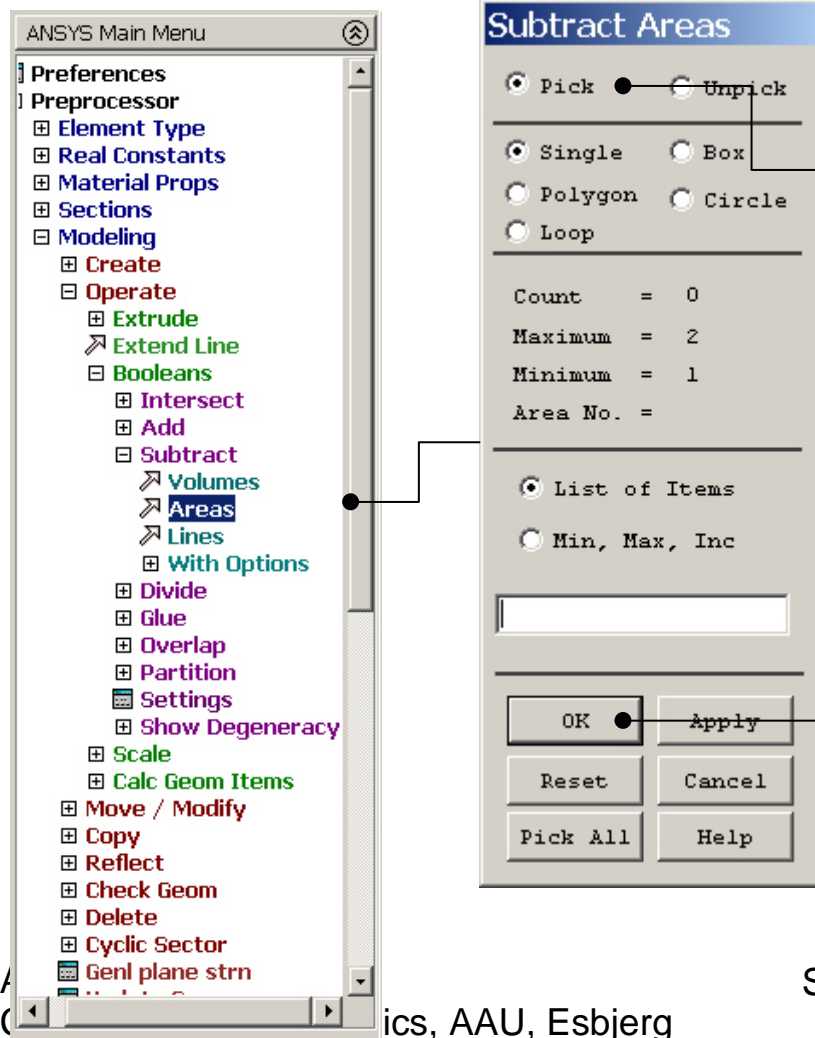 ANSYS Main Menu
Preferences
Preprocessor
Element Type
Real Constants
Material Props
Sections
Modeling
Create
Operate
Extrude
Extend Line
Booleans
Intersect
Add
Subtract
Volumes
Areas
Lines
With Options
Divide
Glue
Overlap
Partition
Settings
Show Degeneracy
Scale
Calc Geom Items
Move / Modify
Copy
Reflect
Check Geom
Delete
Cyclic Sector
Genl plane strn
Subtract Areas
Pick Unpick
Single Box
Polygon Circle
Loop
Count = 0
Maximum = 2
Minimum = 1
Area No. =
List of Items
Min, Max, Inc
OK Apply
Reset Cancel
Pick All Help
ics, AAU, Esbjerg